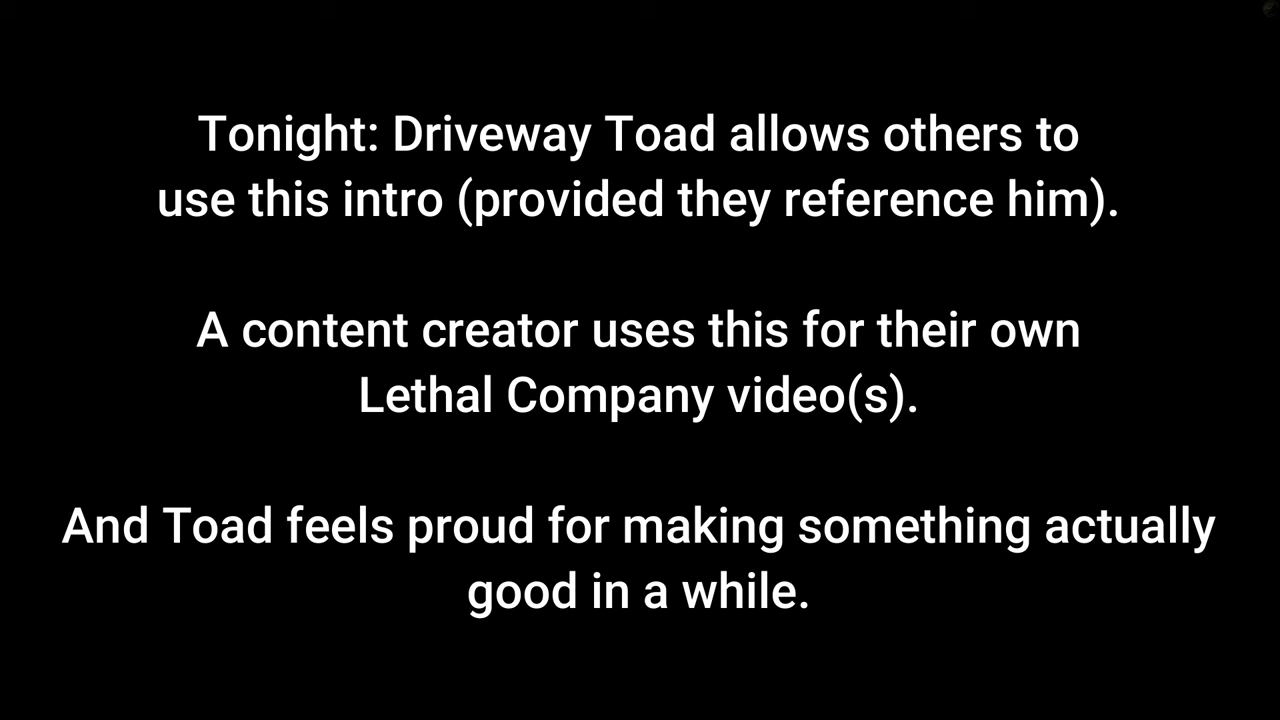 Tonight: Driveway Toad allows others to
use this intro (provided they reference him).
A content creator uses this for their own
Lethal Company video(s).
And Toad feels proud for making something actually
good in a while.